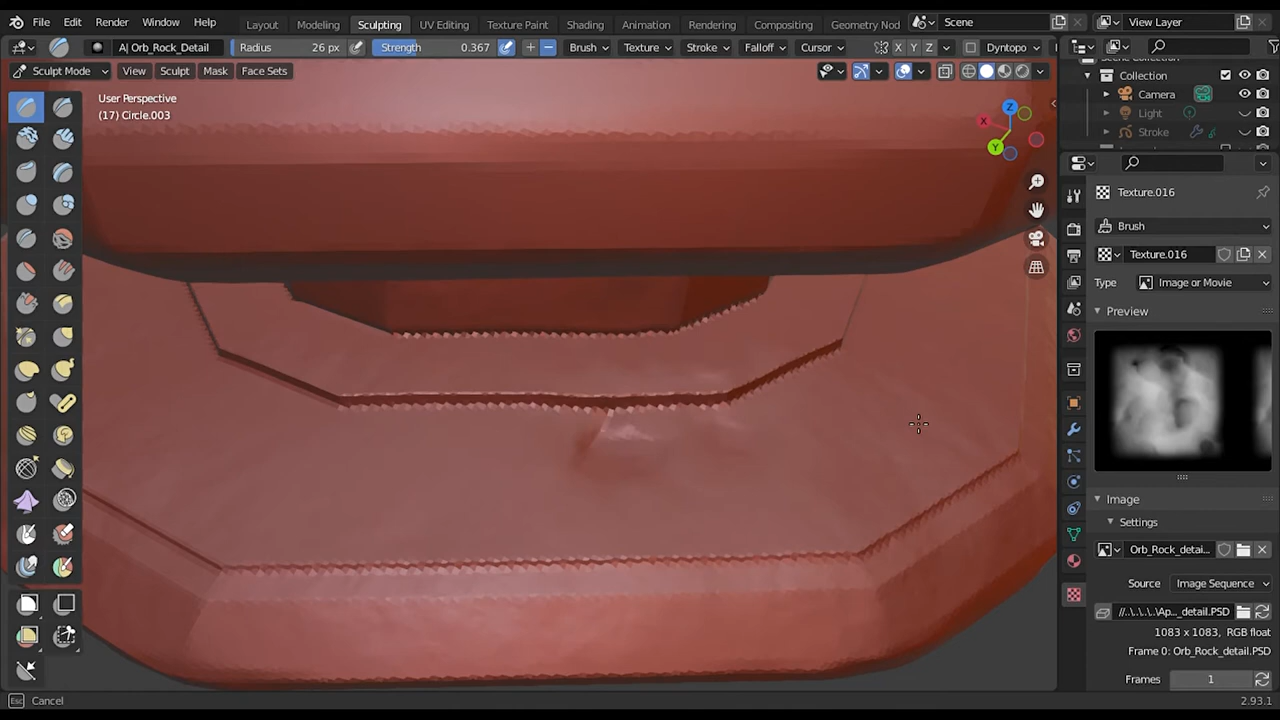 File Edit Render Window Help Layout Modeling Sculpting UV Editing Texture Paint Shading Animation Rendering Compositing Geometry Nod Scene View Layer
A| Orb_Rock_Detail Radius 26 px Strength 0.367 Brush Texture Stroke Falloff Cursor X Y Z Dyntopo
Sculpt Mode View Sculpt Mask Face Sets
User Perspective
(17) Circle.003
X
Z
Y
Collection
Camera
Light
Stroke
Texture.016
Brush
Texture.016
Type Image or Movie
Preview
Image
Settings
Orb_Rock_detai...
Source Image Sequence
//..\..\..\..\Ap..._detail.PSD
1083 x 1083, RGB float
Frame 0: Orb_Rock_detail.PSD
Frames 1
Esc Cancel 2.93.1